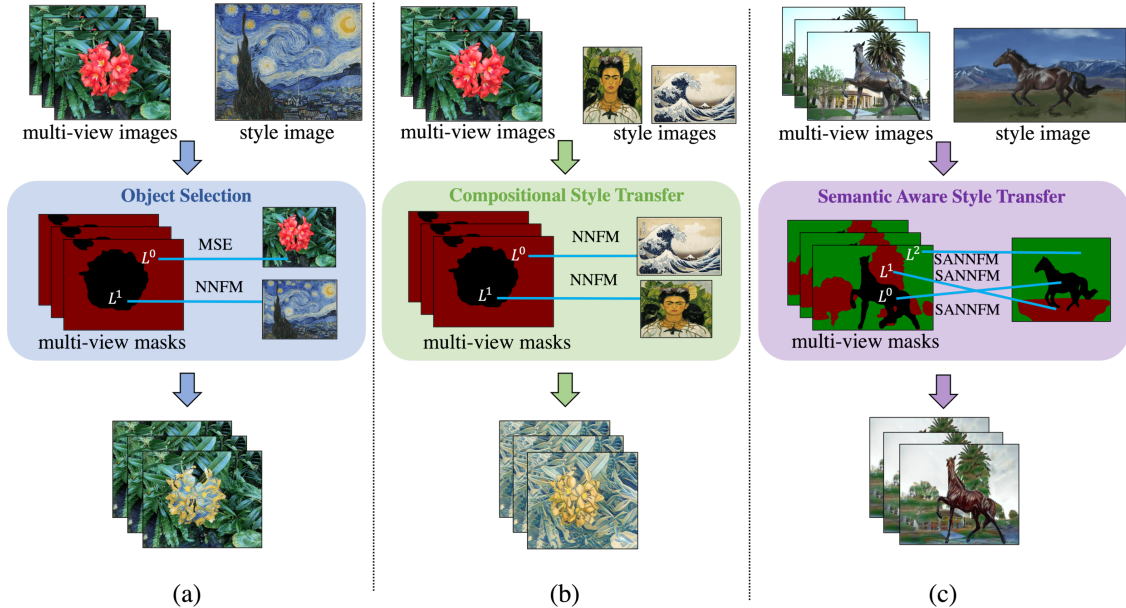 multi-view images
style image
Object Selection
MSE
L⁰
NNFM
L¹
multi-view masks
(a)
multi-view images
style images
Compositional Style Transfer
NNFM
L⁰
NNFM
L¹
multi-view masks
(b)
multi-view images
style image
Semantic Aware Style Transfer
L²
SANNFM
L¹
SANNFM
L⁰
SANNFM
multi-view masks
(c)